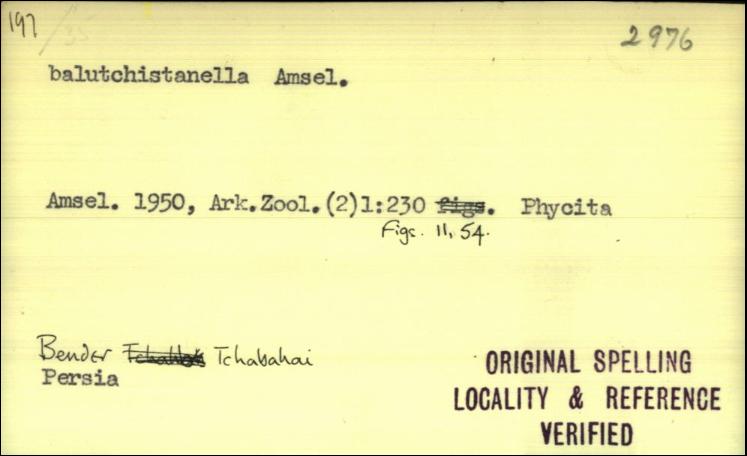 197
2976
balutchistanella Amsel.
Amsel. 1950, Ark.Zool.(2)1:230 figs. Phycita
Figs. 11, 54.
Bender Tchabahai
Persia
ORIGINAL SPELLING
LOCALITY & REFERENCE
VERIFIED